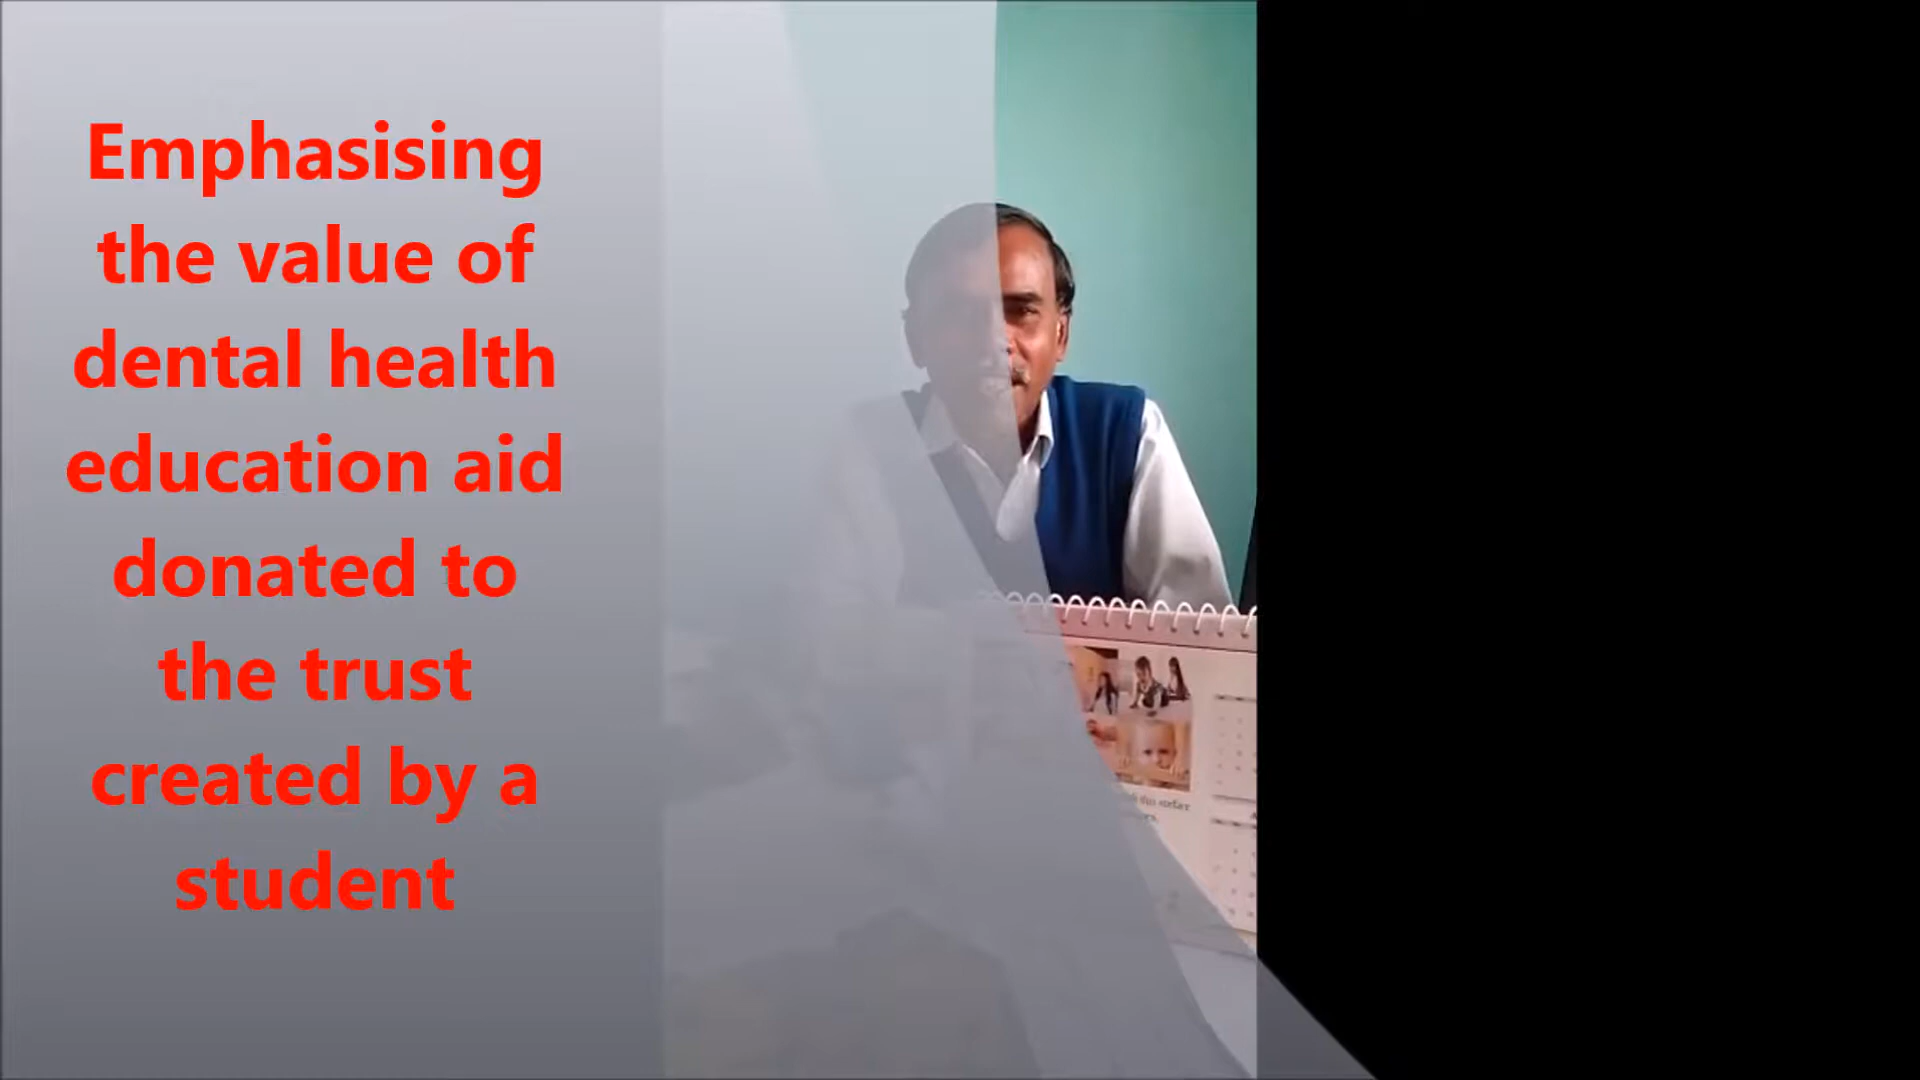 Emphasising
the value of
dental health
education aid
donated to
the trust
created by a
student